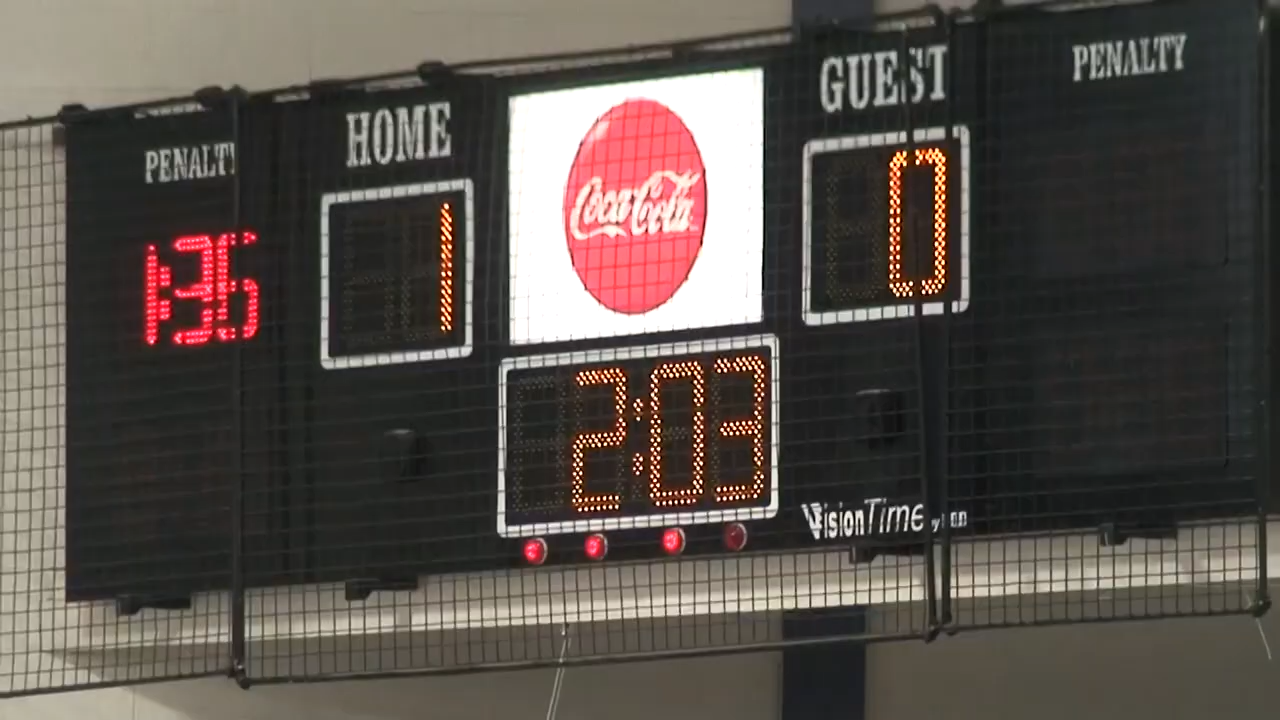 PENALTY
HOME
GUEST
PENALTY
1:36
1
Coca-Cola
0
2:03
VisionTime